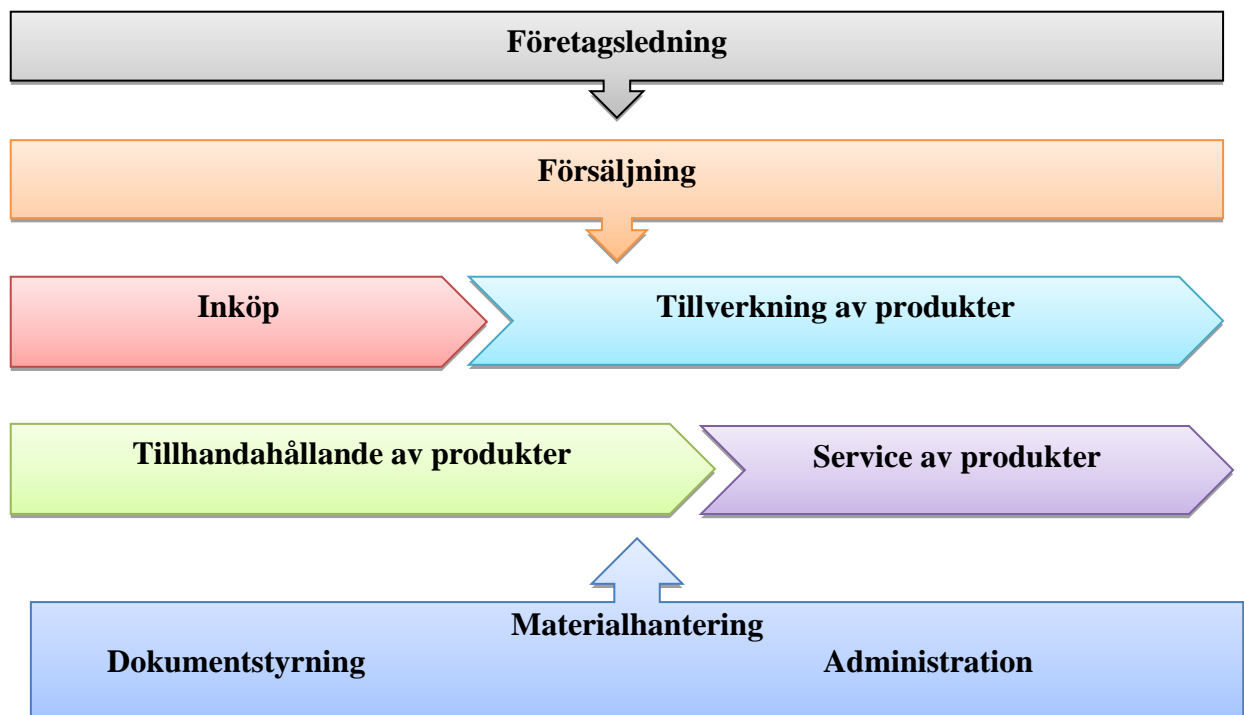 Företagsledning
Försäljning
Inköp
Tillverkning av produkter
Tillhandahållande av produkter
Service av produkter
Materialhantering
Dokumentstyrning
Administration